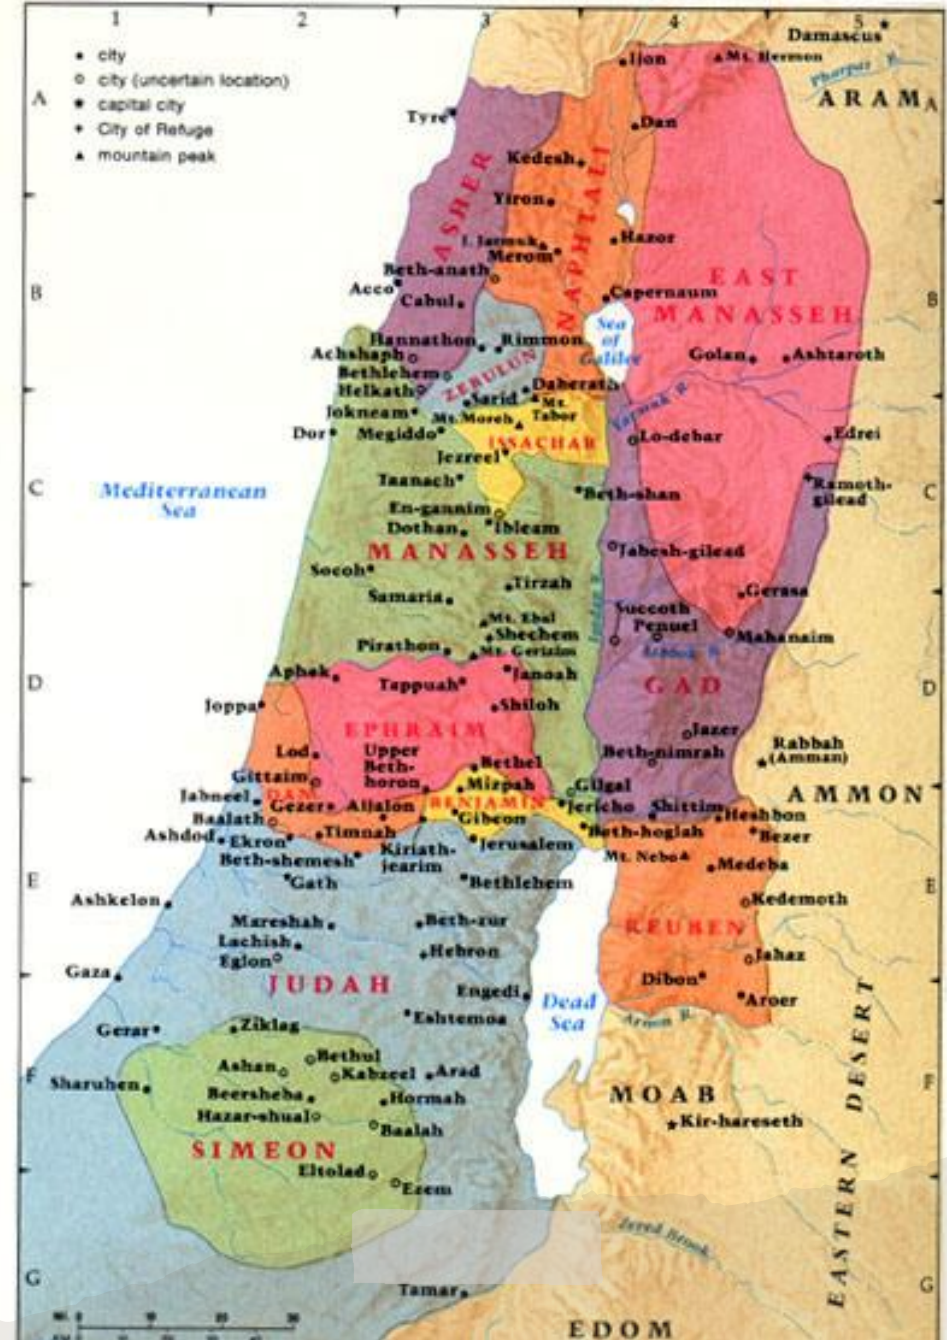 1 2 3 4 5
Damascus
city
city (uncertain location)
capital city
City of Refuge
mountain peak
Ijon
Mt. Hermon
Pharpar R.
ARAM
A
A
Tyre
Dan
Kedesh
ASHER
NAPHTALI
Yiron
J. Jarmuk
Hazor
Merom
Beth-anath
EAST
MANASSEH
Acco
Cabul
Capernaum
B
B
Sea
of
Galilee
Hannathon
Rimmon
Achshaph
Golan
Ashtaroth
Bethlehem
ZEBULUN
Helkath
Daberath
Yarmuk R.
Sarid
Mt.
Tabor
Jokneam
Mt. Moreh
Dor
Megiddo
ISSACHAR
Lo-debar
Edrei
Jezreel
Taanach
Ramoth-
gilead
Mediterranean
Sea
C
C
Beth-shan
En-gannim
Dothan
Ibleam
MANASSEH
Jabesh-gilead
Socoh
Tirzah
Gerasa
Samaria
Succoth
Mt. Ebal
Penuel
Shechem
Mahanaim
Pirathon
Mt. Gerizim
Jabbok R.
Jordan R.
Aphek
Janoah
D
D
Tappuah
GAD
Joppa
Shiloh
EPHRAIM
Jazer
Lod
Upper
Beth-
horon
Bethel
Beth-nimrah
Rabbah
(Amman)
Gittaim
Mizpah
Gilgal
DAN
AMMON
Jabneel
Gezer
Aijalon
BENJAMIN
Jericho
Shittim
Heshbon
Baalath
Gibeon
Ashdod
Ekron
Timnah
Beth-hoglah
Bezer
Beth-shemesh
Kiriath-
jearim
Jerusalem
Mt. Nebo
Medeba
E
E
Gath
Bethlehem
Ashkelon
Kedemoth
Mareshah
Beth-zur
REUBEN
Lachish
Eglon
Hebron
Jahaz
Gaza
JUDAH
Dibon
Engedi
Dead
Sea
Aroer
Eshtemoa
Arnon R.
Gerar
Ziklag
F
F
Ashan
Bethul
Kabzeel
Arad
Sharuhen
Beersheba
Hormah
MOAB
Hazar-shual
Baalah
Kir-hareseth
SIMEON
Eltolad
Ezem
EASTERN DESERT
Zered Brook
G
G
Tamar
EDOM